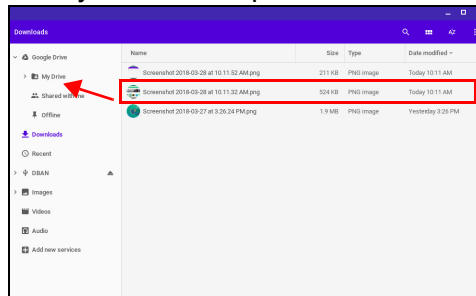 Downloads
Name Size Type Date modified
Google Drive
My Drive
Screenshot 2018-03-28 at 10.11.52 AM.png 211 KB PNG image Today 10:11 AM
Shared with me
Screenshot 2018-03-28 at 10.11.32 AM.png 524 KB PNG image Today 10:11 AM
Offline
Screenshot 2018-03-27 at 3.26.24 PM.png 1.9 MB PNG image Yesterday 3:26 PM
Downloads
Recent
DBAN
Images
Videos
Audio
Add new services